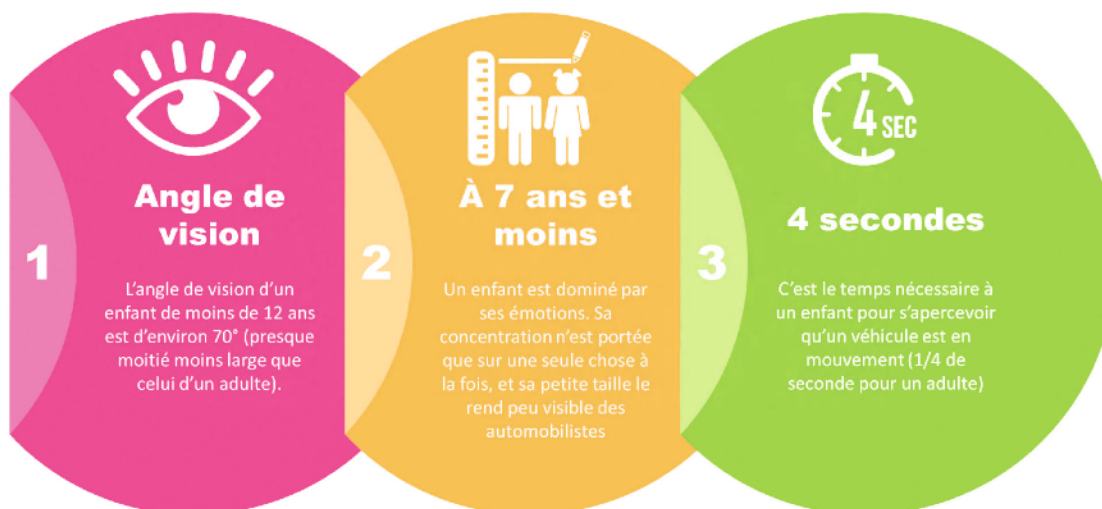 1
Angle de
vision
L’angle de vision d’un
enfant de moins de 12 ans
est d’environ 70° (presque
moitié moins large que
celui d’un adulte).
2
À 7 ans et
moins
Un enfant est dominé par
ses émotions. Sa
concentration n’est portée
que sur une seule chose à
la fois, et sa petite taille le
rend peu visible des
automobilistes
3
4 SEC
4 secondes
C’est le temps nécessaire à
un enfant pour s’apercevoir
qu’un véhicule est en
mouvement (1/4 de
seconde pour un adulte)